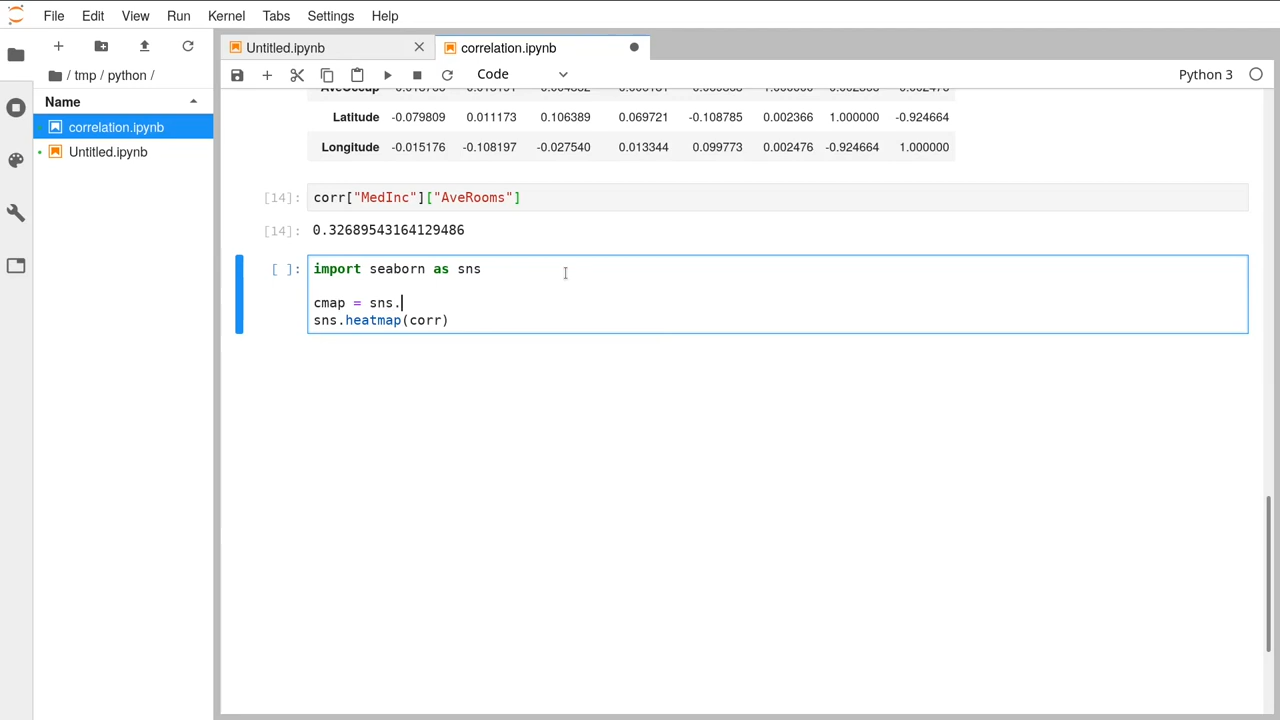 File Edit View Run Kernel Tabs Settings Help
Untitled.ipynb
correlation.ipynb
Code
Python 3
/ tmp / python /
Name
correlation.ipynb
Untitled.ipynb
Latitude -0.079809 0.011173 0.106389 0.069721 -0.108785 0.002366 1.000000 -0.924664
Longitude -0.015176 -0.108197 -0.027540 0.013344 0.099773 0.002476 -0.924664 1.000000
[14]: corr["MedInc"]["AveRooms"]
[14]: 0.32689543164129486
[ ]: import seaborn as sns
cmap = sns.
sns.heatmap(corr)